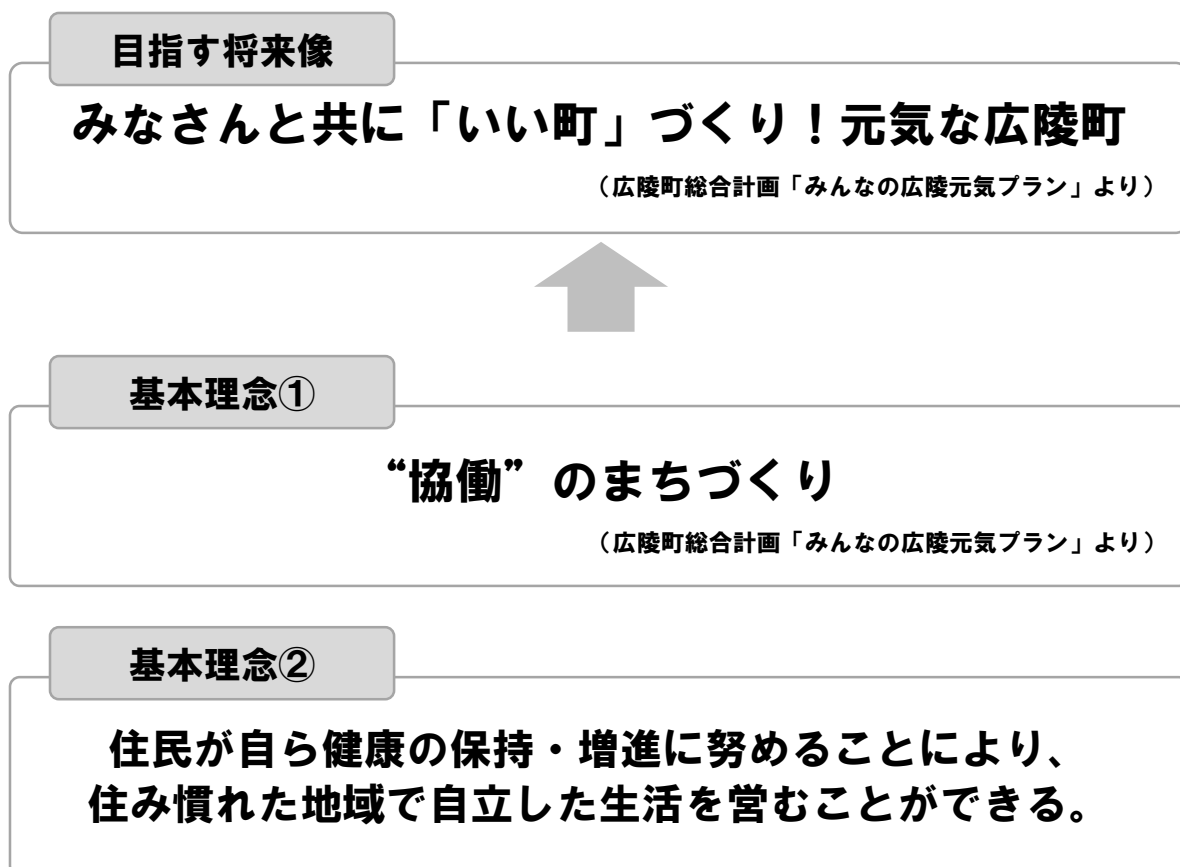 目指す将来像
みなさんと共に「いい町」づくり！元気な広陵町
（広陵町総合計画「みんなの広陵元気プラン」より）
基本理念①
“協働”のまちづくり
（広陵町総合計画「みんなの広陵元気プラン」より）
基本理念②
住民が自ら健康の保持・増進に努めることにより、
住み慣れた地域で自立した生活を営むことができる。